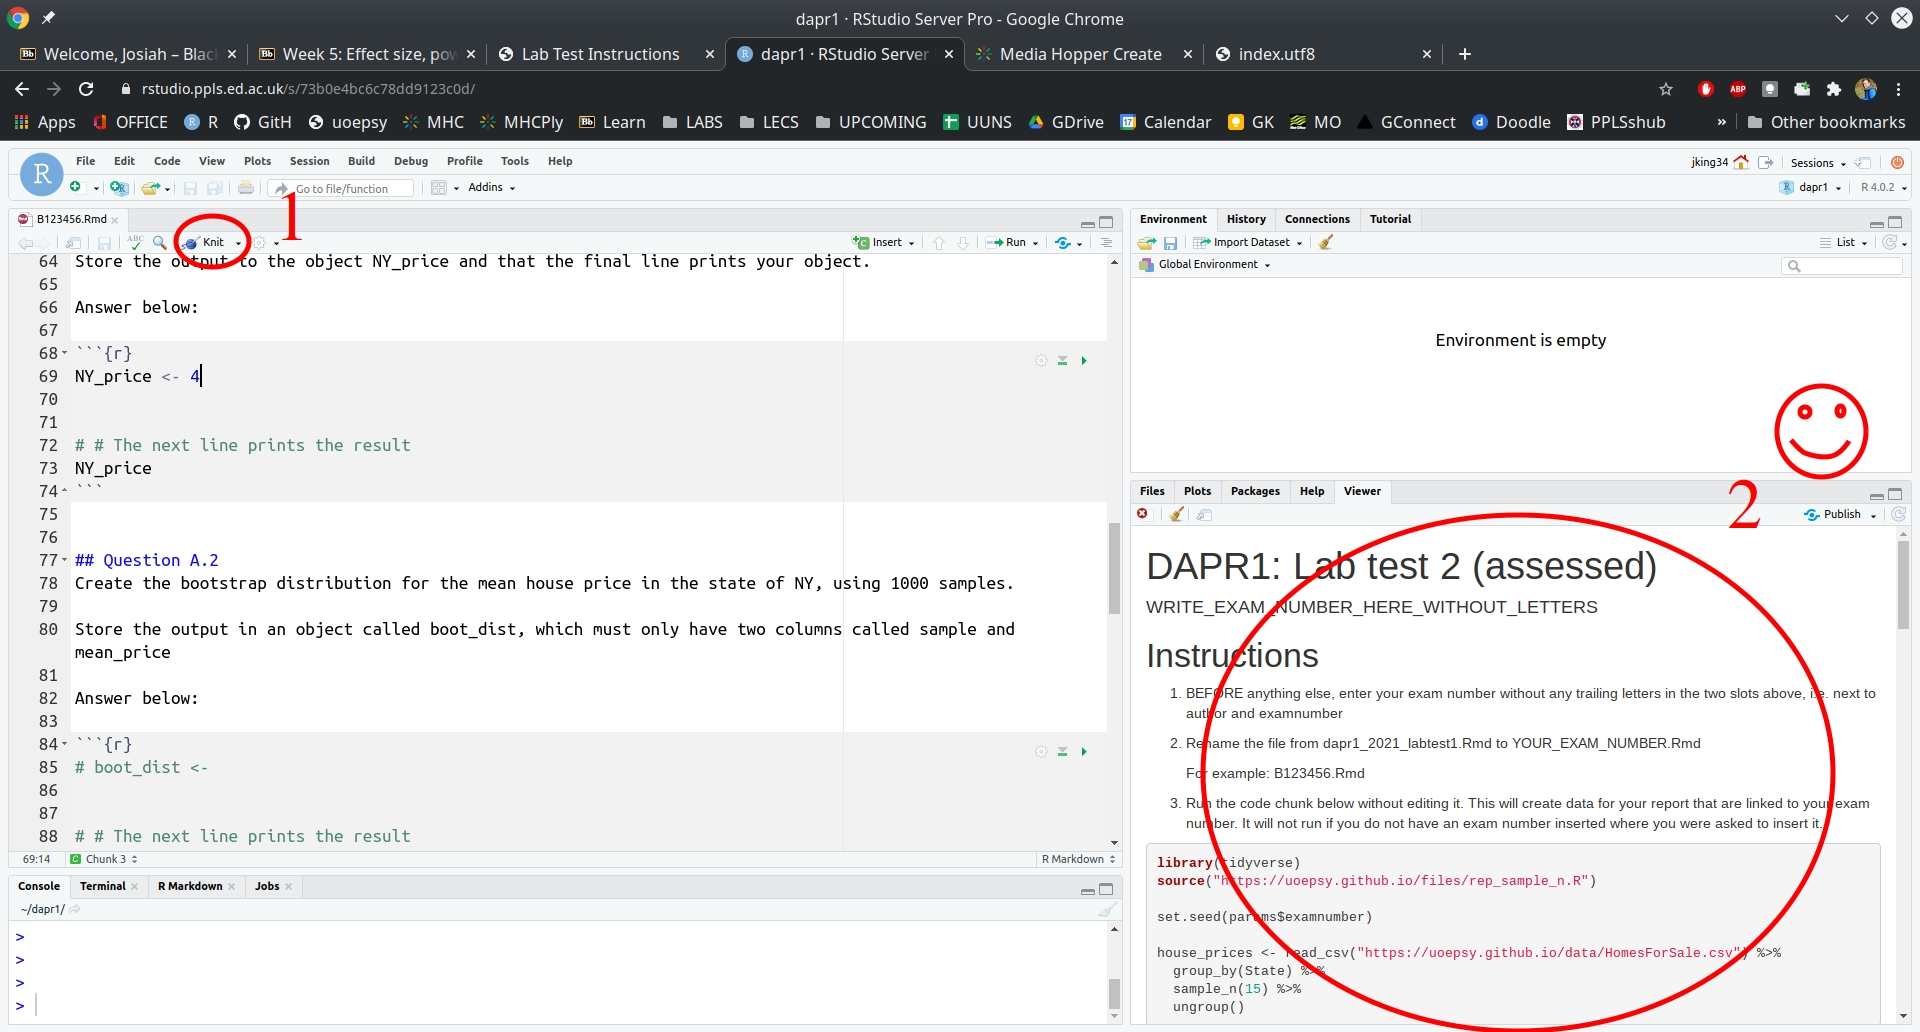 dapr1 · RStudio Server Pro - Google Chrome
Welcome, Josiah – Blac
Week 5: Effect size, pow
Lab Test Instructions
dapr1 · RStudio Server
Media Hopper Create
index.utf8
rstudio.ppls.ed.ac.uk/s/73b0e4bc6c78dd9123c0d/
ABP
Apps OFFICE R GitH uoepsy MHC MHCPly Learn LABS LECS UPCOMING UUNS GDrive Calendar GK MO GConnect Doodle PPLSshub » Other bookmarks
R
File Edit Code View Plots Session Build Debug Profile Tools Help
jking34 Sessions
Go to file/function Addins
dapr1 R 4.0.2
1
B123456.Rmd
Knit Insert Run
64 Store the output to the object NY_price and that the final line prints your object.
65
66 Answer below:
67
68 ```{r}
69 NY_price <- 4
70
71
72 # # The next line prints the result
73 NY_price
74 ```
75
76
77 ## Question A.2
78 Create the bootstrap distribution for the mean house price in the state of NY, using 1000 samples.
79
80 Store the output in an object called boot_dist, which must only have two columns called sample and
mean_price
81
82 Answer below:
83
84 ```{r}
85 # boot_dist <-
86
87
88 # # The next line prints the result
69:14 Chunk 3 R Markdown
Console Terminal R Markdown Jobs
~/dapr1/
>
>
>
>
Environment History Connections Tutorial
Import Dataset List
Global Environment
Environment is empty
2
Files Plots Packages Help Viewer
Publish
DAPR1: Lab test 2 (assessed)
WRITE_EXAM_NUMBER_HERE_WITHOUT_LETTERS
Instructions
1. BEFORE anything else, enter your exam number without any trailing letters in the two slots above, i.e. next to
author and examnumber
2. Rename the file from dapr1_2021_labtest1.Rmd to YOUR_EXAM_NUMBER.Rmd
For example: B123456.Rmd
3. Run the code chunk below without editing it. This will create data for your report that are linked to your exam
number. It will not run if you do not have an exam number inserted where you were asked to insert it.
library(tidyverse)
source("https://uoepsy.github.io/files/rep_sample_n.R")
set.seed(params$examnumber)
house_prices <- read_csv("https://uoepsy.github.io/data/HomesForSale.csv") %>%
group_by(State) %>%
sample_n(15) %>%
ungroup()